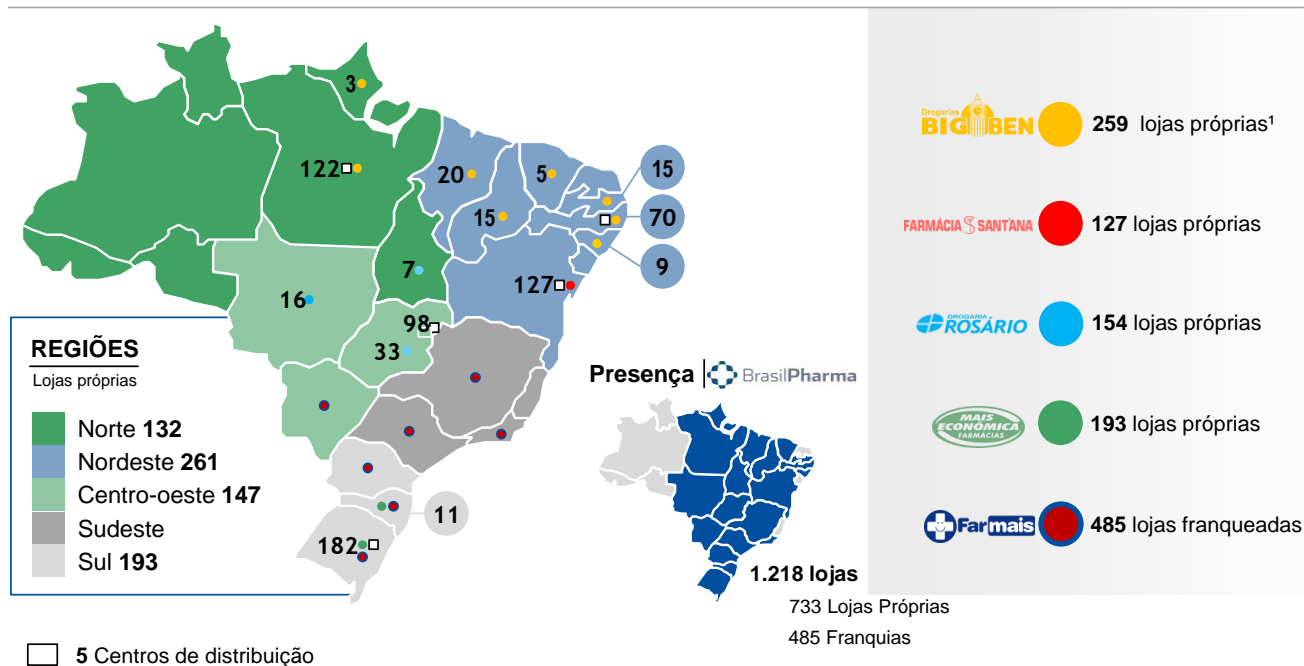 3
122
20
5
15
15
70
9
7
127
16
98
33
11
182
REGIÕES
Lojas próprias
Norte 132
Nordeste 261
Centro-oeste 147
Sudeste
Sul 193
5 Centros de distribuição
Presença BrasilPharma
1.218 lojas
733 Lojas Próprias
485 Franquias
Drogarias
BIG BEN
259 lojas próprias¹
FARMÁCIA SANT'ANA
127 lojas próprias
DROGARIA
ROSÁRIO
154 lojas próprias
MAIS
ECONÔMICA
FARMÁCIAS
193 lojas próprias
Farmais
485 lojas franqueadas